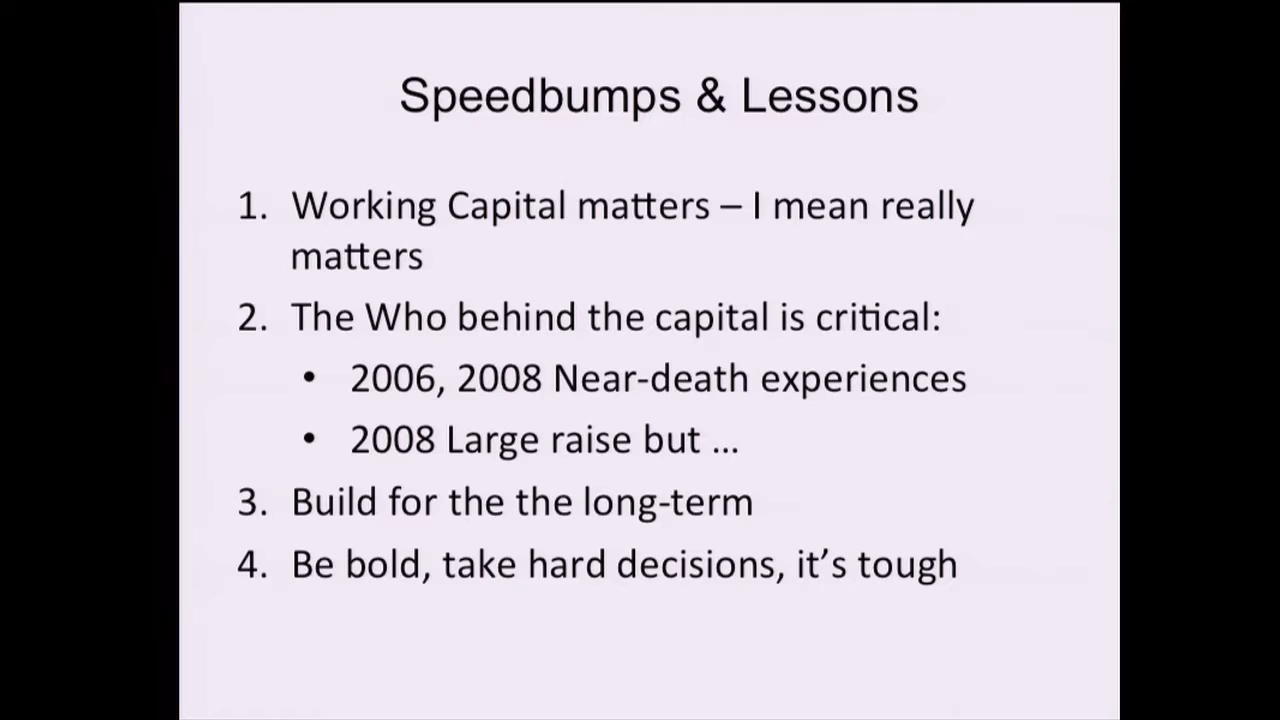 Speedbumps & Lessons
1. Working Capital matters – I mean really
matters
2. The Who behind the capital is critical:
• 2006, 2008 Near-death experiences
• 2008 Large raise but ...
3. Build for the the long-term
4. Be bold, take hard decisions, it’s tough